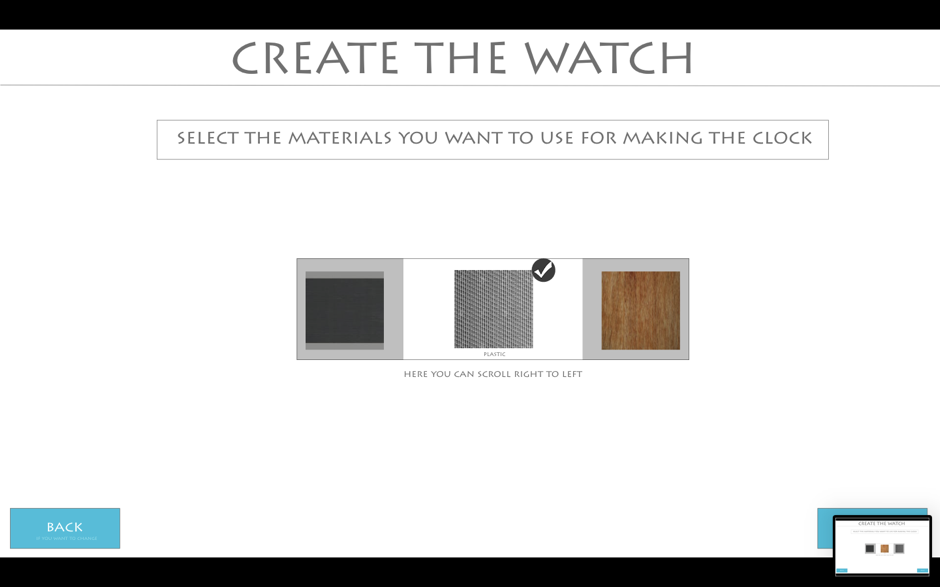 CREATE THE WATCH
SELECT THE MATERIALS YOU WANT TO USE FOR MAKING THE CLOCK
PLASTIC
HERE YOU CAN SCROLL RIGHT TO LEFT
BACK
IF YOU WANT TO CHANGE
CREATE THE WATCH